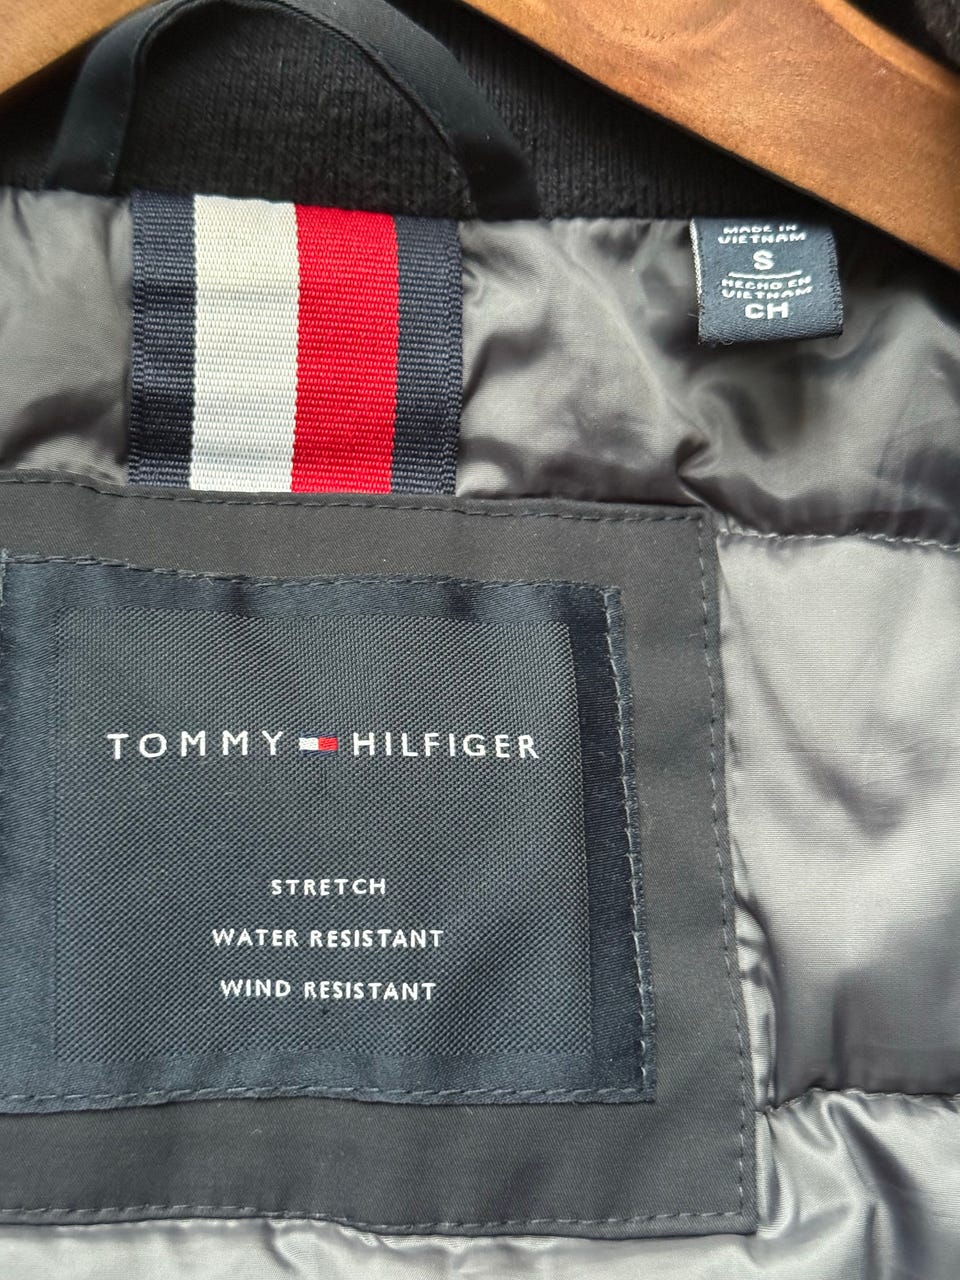 MADE IN
VIETNAM
S
HECHO EN
VIETNAM
CH
TOMMY HILFIGER
STRETCH
WATER RESISTANT
WIND RESISTANT